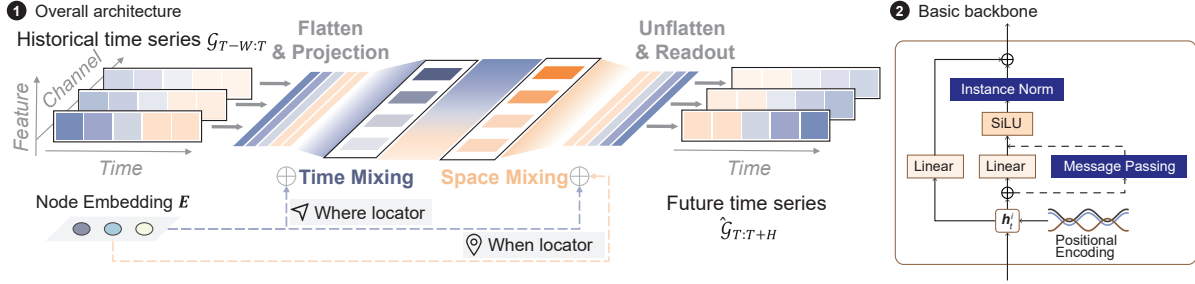 1 Overall architecture
Historical time series 𝒢T−W:T
Feature
Channel
Time
Flatten
& Projection
Unflatten
& Readout
Time
Time Mixing
Space Mixing
Node Embedding E
Where locator
When locator
Future time series
𝒢̂T:T+H
2 Basic backbone
Instance Norm
SiLU
Linear
Linear
Message Passing
h_t^i
Positional
Encoding